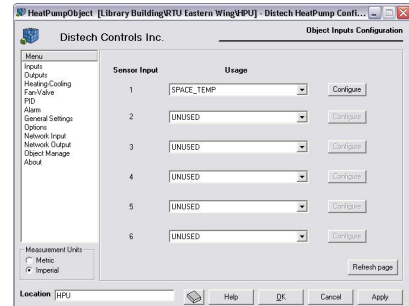 HeatPumpObject [Library Building\RTU Eastern Wing\HPU] - Distech HeatPump Confi...
Distech Controls Inc.
Object Inputs Configuration
Menu
Inputs
Outputs
Heating-Cooling
Fan-Valve
PID
Alarm
General Settings
Options
Network Input
Network Output
Object Manage
About
Sensor Input Usage
1 SPACE_TEMP Configure
2 UNUSED Configure
3 UNUSED Configure
4 UNUSED Configure
5 UNUSED Configure
6 UNUSED Configure
Measurement Units
Metric
Imperial
Refresh page
Location HPU Help OK Cancel Apply